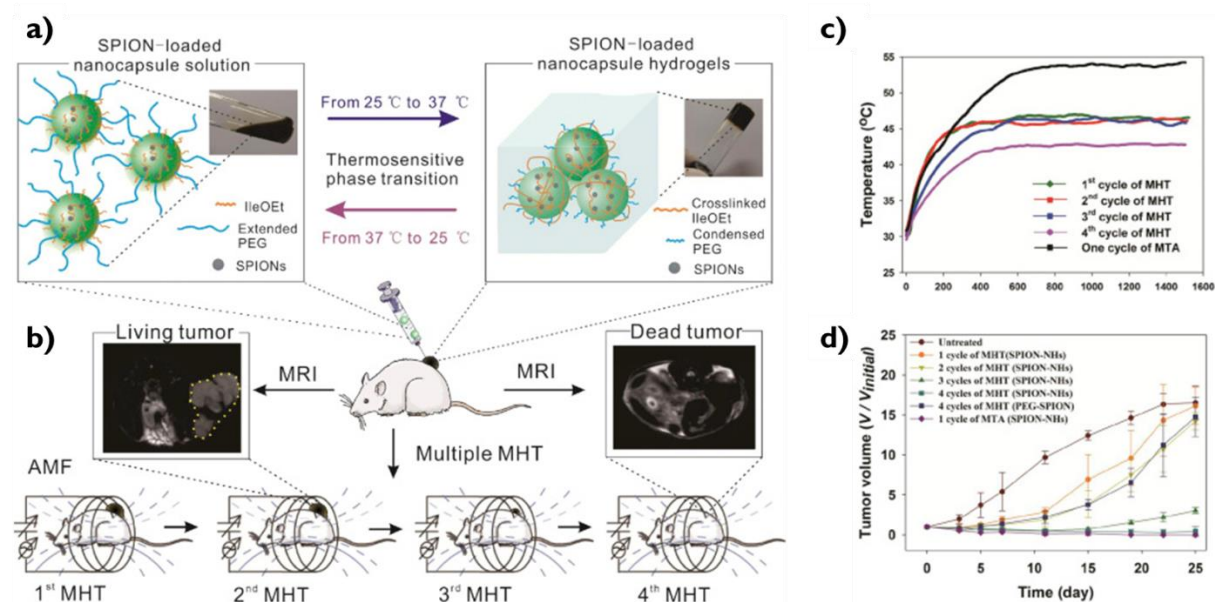 a)
SPION-loaded
nanocapsule solution
IleOEt
Extended
PEG
SPIONs
From 25 ℃ to 37 ℃
Thermosensitive
phase transition
From 37 ℃ to 25 ℃
SPION-loaded
nanocapsule hydrogels
Crosslinked
IleOEt
Condensed
PEG
SPIONs
b)
Living tumor
MRI
MRI
Dead tumor
Multiple MHT
AMF
1st MHT
2nd MHT
3rd MHT
4th MHT
c)
Temperature (°C)
55
50
45
40
35
30
25
1st cycle of MHT
2nd cycle of MHT
3rd cycle of MHT
4th cycle of MHT
One cycle of MTA
0 200 400 600 800 1000 1200 1400 1600
d)
Tumor volume (V / Vinitial)
25
20
15
10
5
0
Untreated
1 cycle of MHT(SPION-NHs)
2 cycles of MHT (SPION-NHs)
3 cycles of MHT (SPION-NHs)
4 cycles of MHT (SPION-NHs)
4 cycles of MHT (PEG-SPION)
1 cycle of MTA (SPION-NHs)
0 5 10 15 20 25
Time (day)